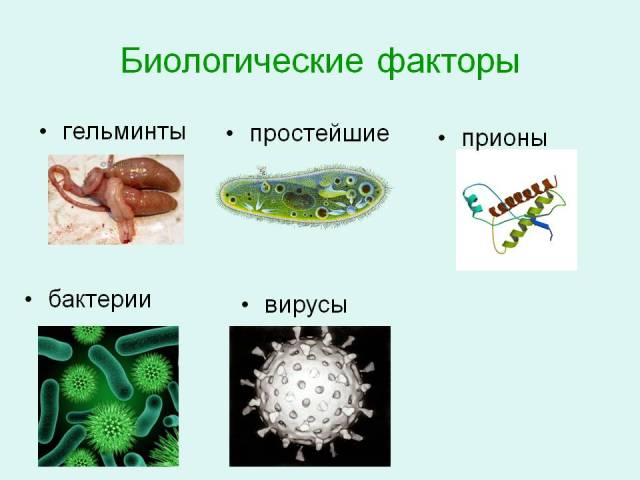 Биологические факторы
• гельминты
• простейшие
• прионы
• бактерии
• вирусы